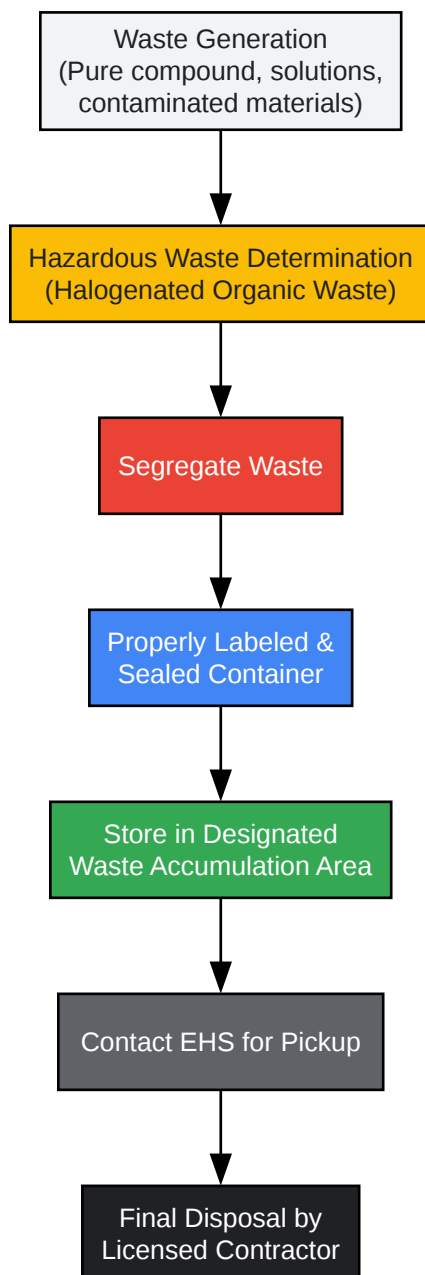 Waste Generation
(Pure compound, solutions,
contaminated materials)
Hazardous Waste Determination
(Halogenated Organic Waste)
Segregate Waste
Properly Labeled &
Sealed Container
Store in Designated
Waste Accumulation Area
Contact EHS for Pickup
Final Disposal by
Licensed Contractor